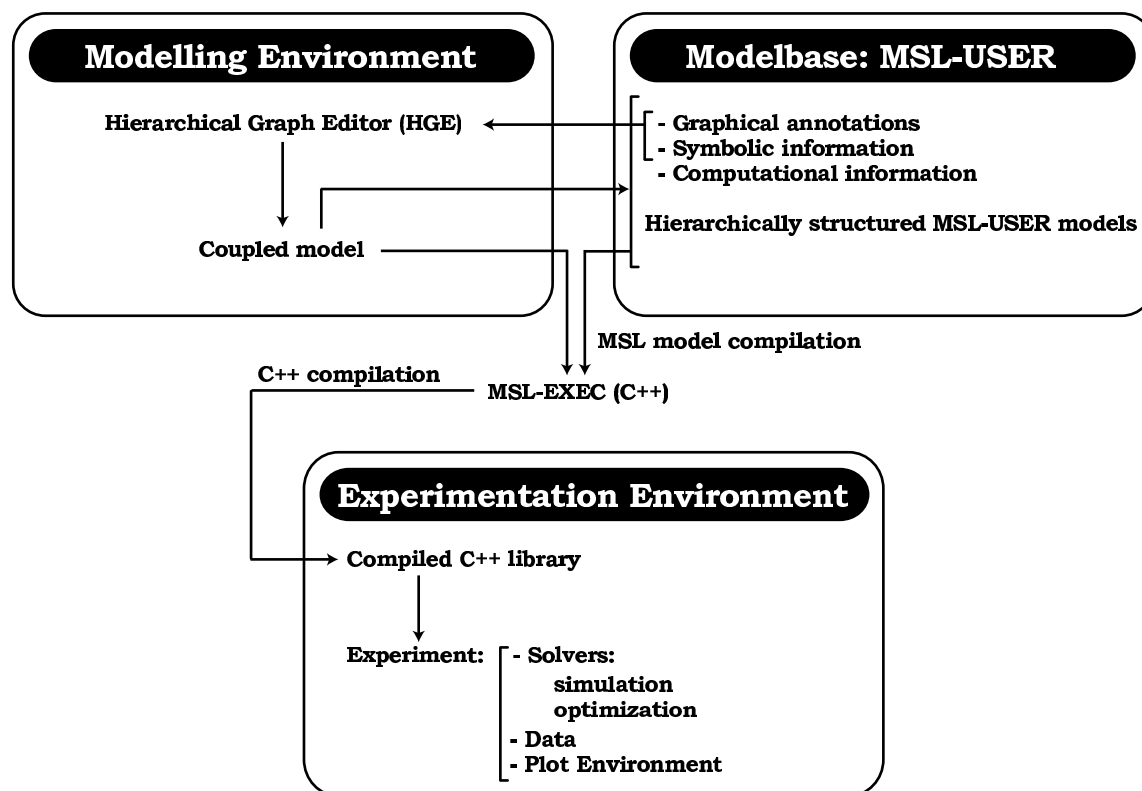 Modelling Environment
Hierarchical Graph Editor (HGE)
Coupled model
Modelbase: MSL-USER
- Graphical annotations
- Symbolic information
- Computational information
Hierarchically structured MSL-USER models
MSL model compilation
C++ compilation
MSL-EXEC (C++)
Experimentation Environment
Compiled C++ library
Experiment:
- Solvers:
simulation
optimization
- Data
- Plot Environment